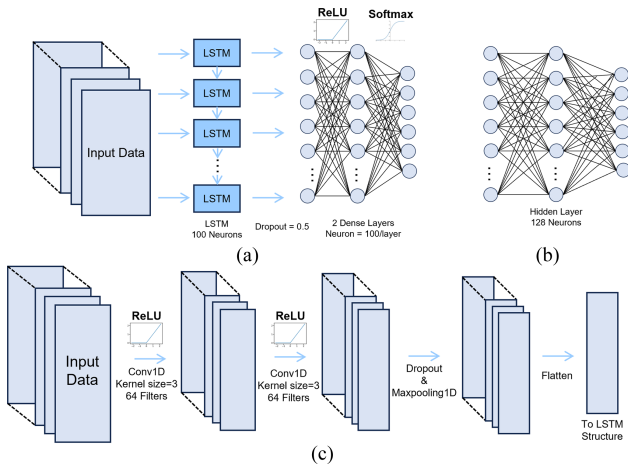 ReLU
Softmax
LSTM
LSTM
LSTM
LSTM
Input Data
LSTM
100 Neurons
Dropout = 0.5
2 Dense Layers
Neuron = 100/layer
(a)
Hidden Layer
128 Neurons
(b)
Input
Data
ReLU
Conv1D
Kernel size=3
64 Filters
ReLU
Conv1D
Kernel size=3
64 Filters
Dropout
&
Maxpooling1D
Flatten
To LSTM
Structure
(c)